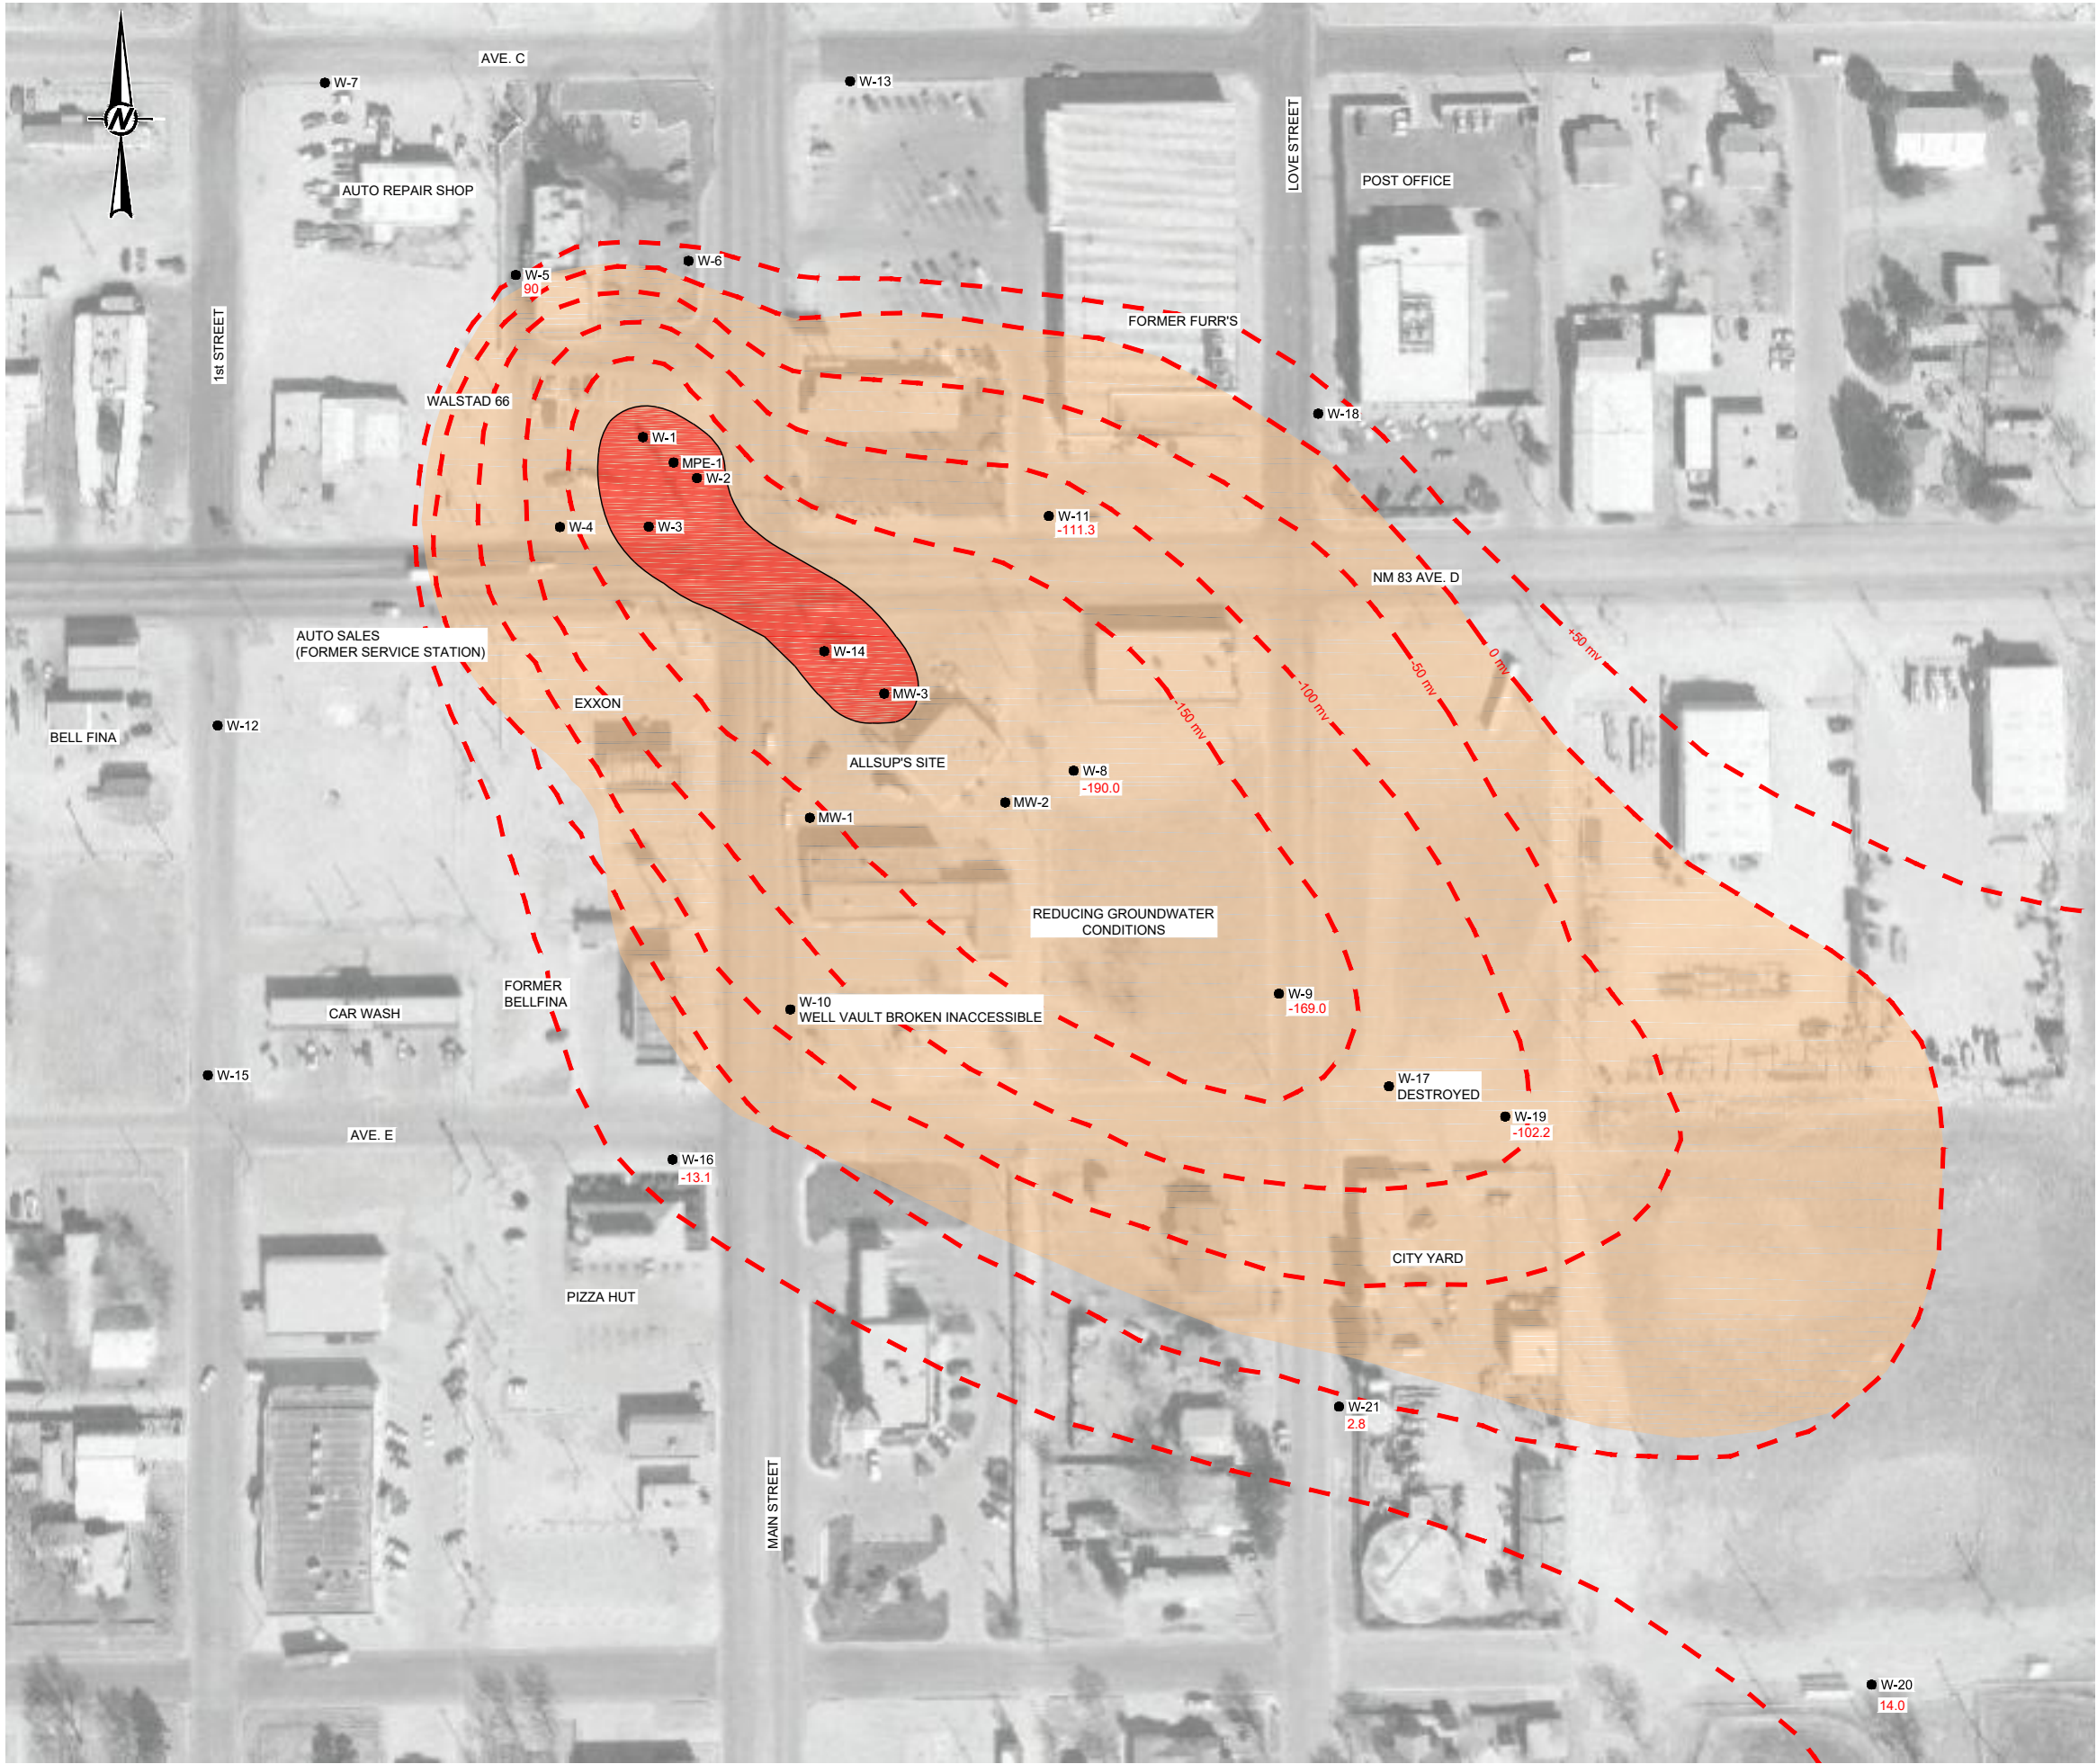 AVE. C
W-7
W-13
N
LOVE STREET
AUTO REPAIR SHOP
POST OFFICE
W-6
W-5
90
1st STREET
FORMER FURR'S
WALSTAD 66
W-18
W-1
MPE-1
W-2
W-4
W-3
W-11
-111.3
NM 83 AVE. D
AUTO SALES
(FORMER SERVICE STATION)
W-14
0 mv
+50 mv
-50 mv
-100 mv
-150 mv
MW-3
EXXON
W-12
BELL FINA
ALLSUP'S SITE
W-8
-190.0
MW-2
MW-1
REDUCING GROUNDWATER
CONDITIONS
FORMER
BELLFINA
W-9
-169.0
W-10
WELL VAULT BROKEN INACCESSIBLE
CAR WASH
W-15
W-17
DESTROYED
W-19
-102.2
AVE. E
W-16
-13.1
CITY YARD
PIZZA HUT
W-21
2.8
MAIN STREET
W-20
14.0